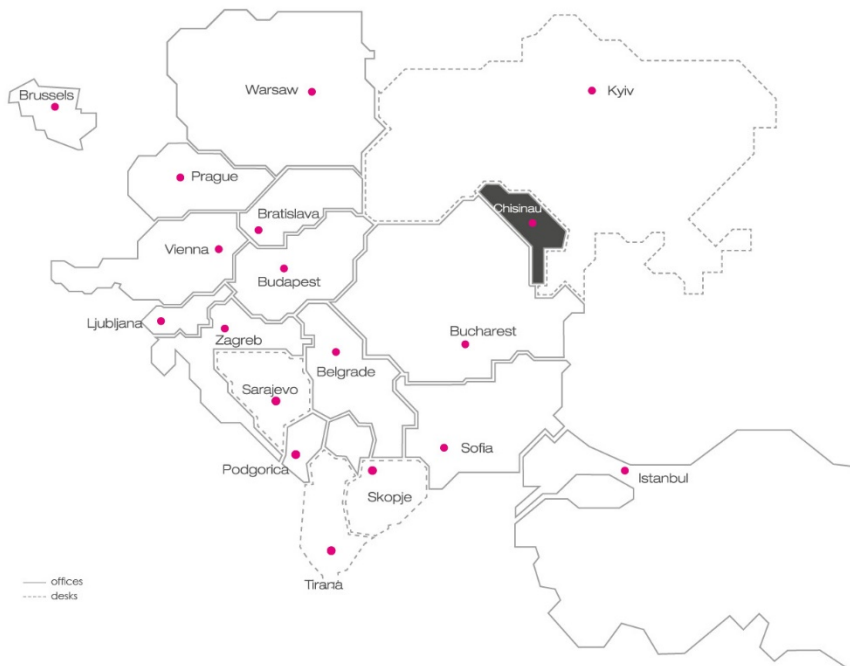 Warsaw
Kyiv
Brussels
Prague
Chisinau
Bratislava
Vienna
Budapest
Ljubljana
Zagreb
Bucharest
Belgrade
Sarajevo
Sofia
Podgorica
Istanbul
Skopje
Tirana
offices
desks